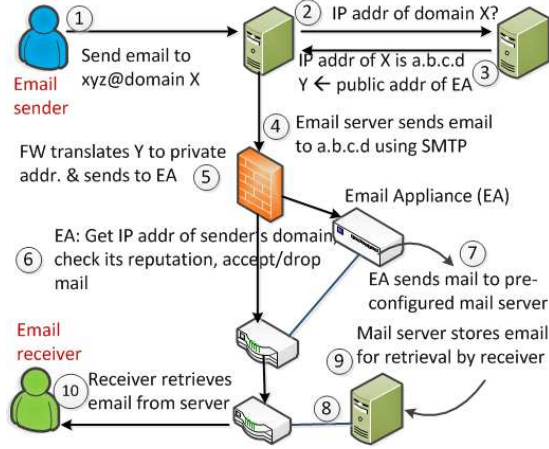 1
Send email to
xyz@domain X
Email
sender
2
IP addr of domain X?
IP addr of X is a.b.c.d
Y ← public addr of EA
3
4
Email server sends email
to a.b.c.d using SMTP
FW translates Y to private
addr. & sends to EA
5
Email Appliance (EA)
6
EA: Get IP addr of sender's domain,
check its reputation, accept/drop
mail
7
EA sends mail to pre-
configured mail server
Email
receiver
9
Mail server stores email
for retrieval by receiver
10
Receiver retrieves
email from server
8